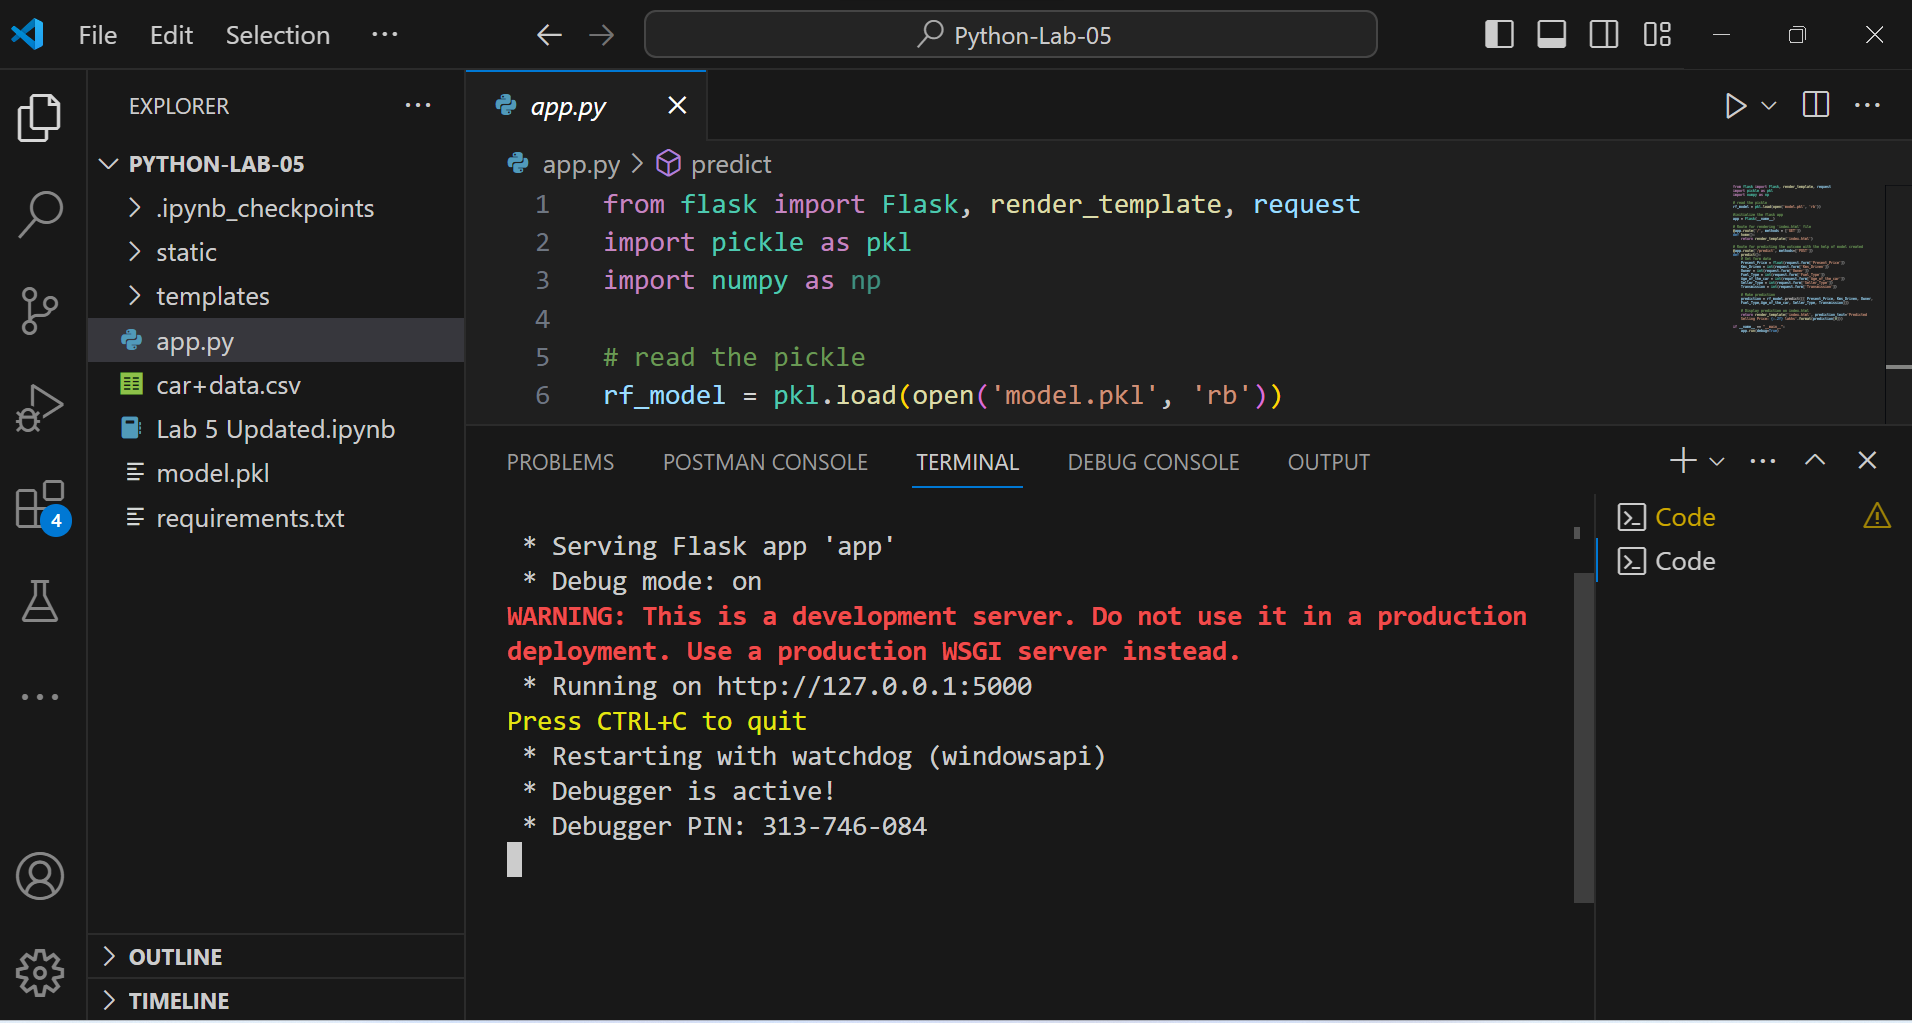 File Edit Selection ...
Python-Lab-05
EXPLORER ...
PYTHON-LAB-05
.ipynb_checkpoints
static
templates
app.py
car+data.csv
Lab 5 Updated.ipynb
model.pkl
requirements.txt
4
OUTLINE
TIMELINE
app.py
app.py > predict
1 from flask import Flask, render_template, request
2 import pickle as pkl
3 import numpy as np
4
5 # read the pickle
6 rf_model = pkl.load(open('model.pkl', 'rb'))
PROBLEMS POSTMAN CONSOLE TERMINAL DEBUG CONSOLE OUTPUT
* Serving Flask app 'app'
* Debug mode: on
WARNING: This is a development server. Do not use it in a production
deployment. Use a production WSGI server instead.
* Running on http://127.0.0.1:5000
Press CTRL+C to quit
* Restarting with watchdog (windowsapi)
* Debugger is active!
* Debugger PIN: 313-746-084
Code
Code